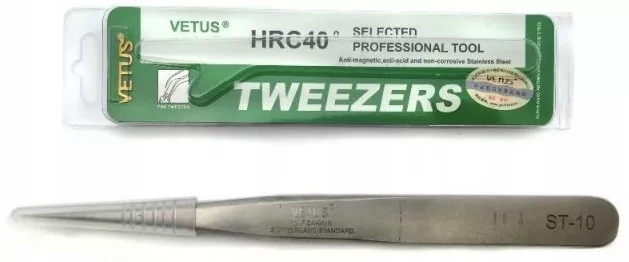 VETUS®
VETUS®
HRC40°
SELECTED
PROFESSIONAL TOOL
Anti-magnetic,anti-acid and non-corrosive Stainless Steel
TWEEZERS
VETUS
VETUS®
STANDARD
ST-10